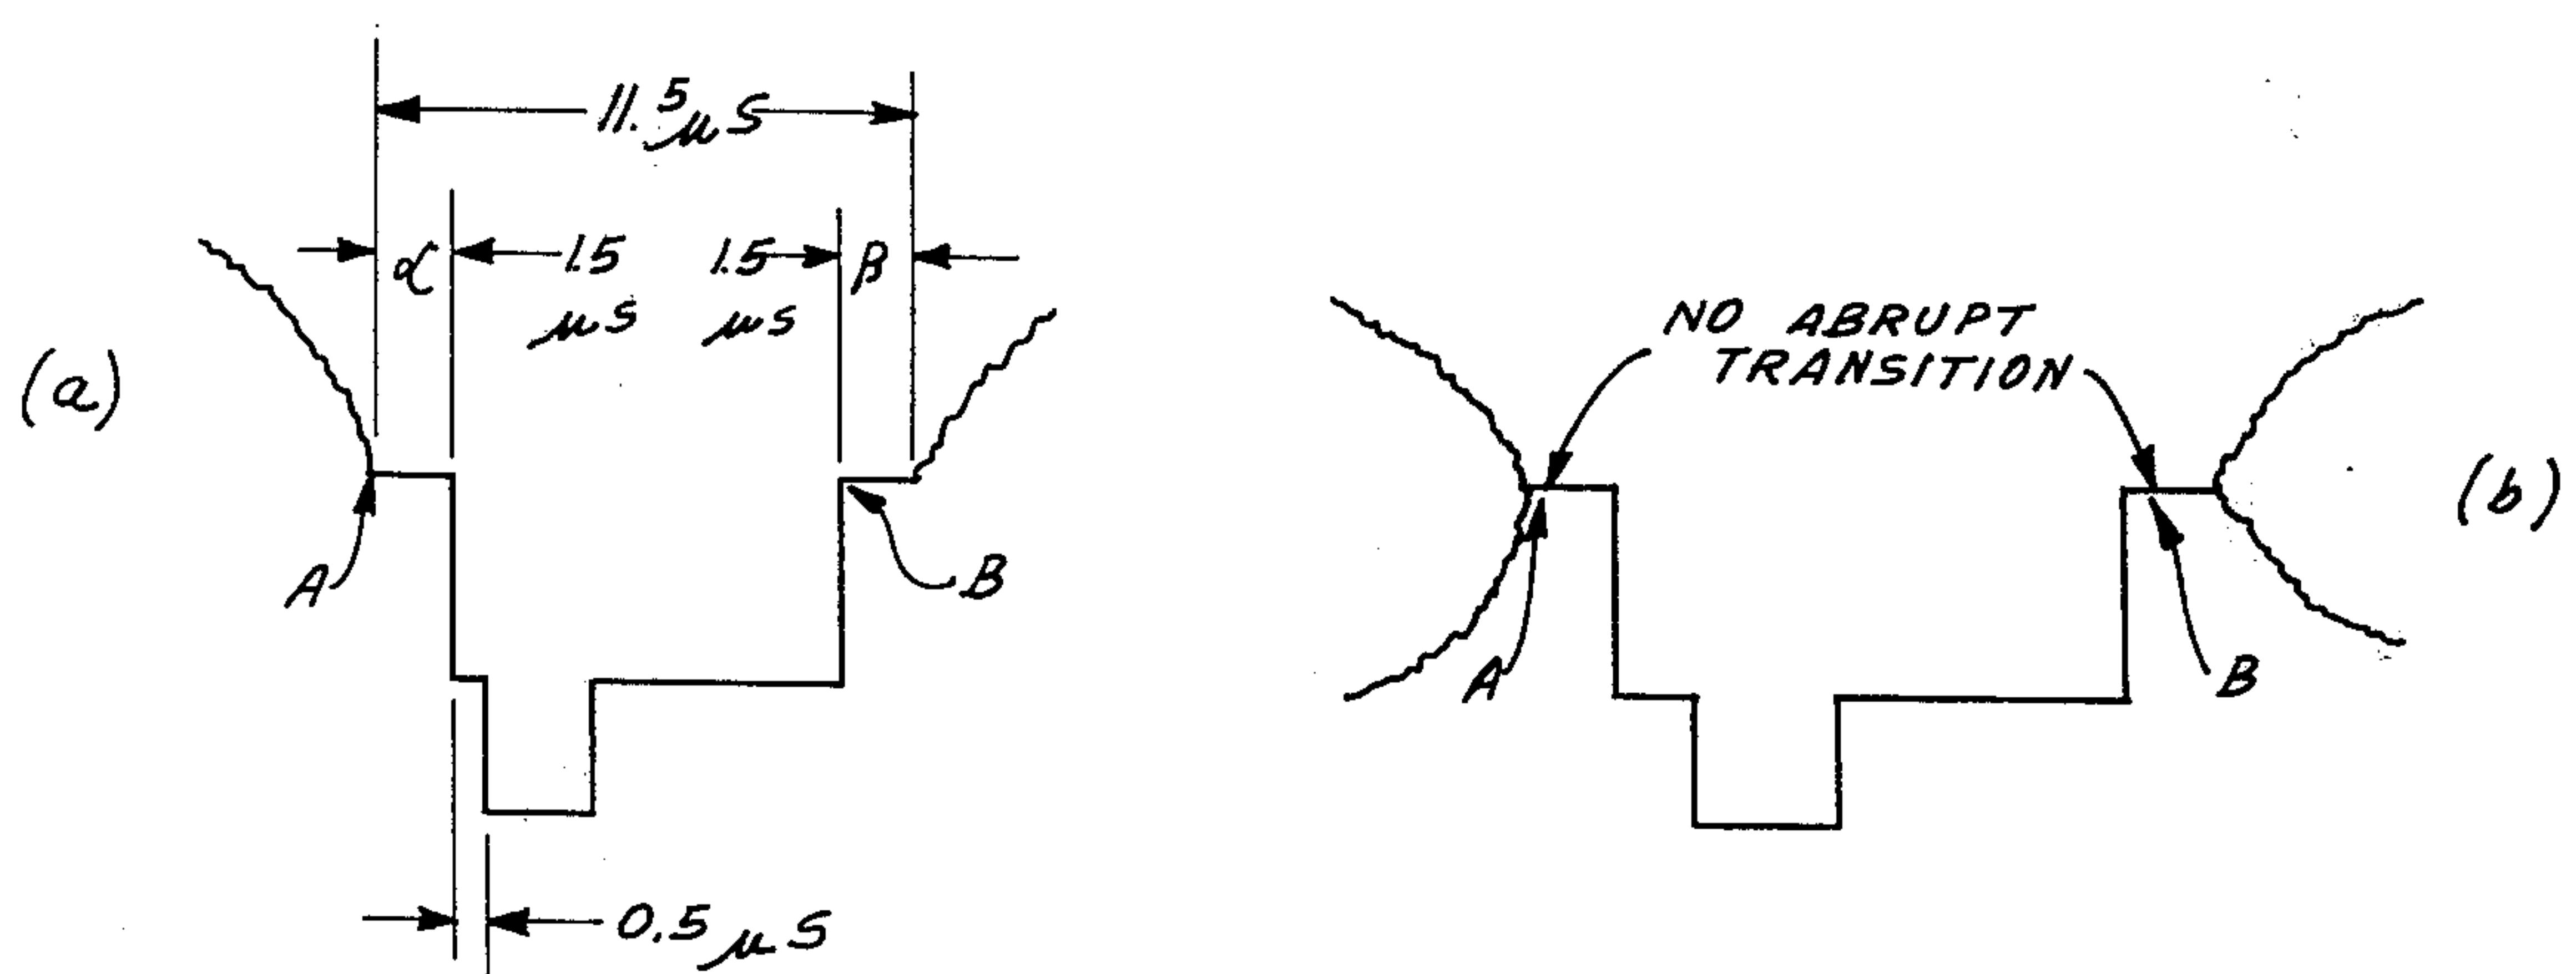 11.5 μS
α
1.5 μS
1.5 μS
β
(a)
A
B
0.5 μS
NO ABRUPT
TRANSITION
A
B
(b)